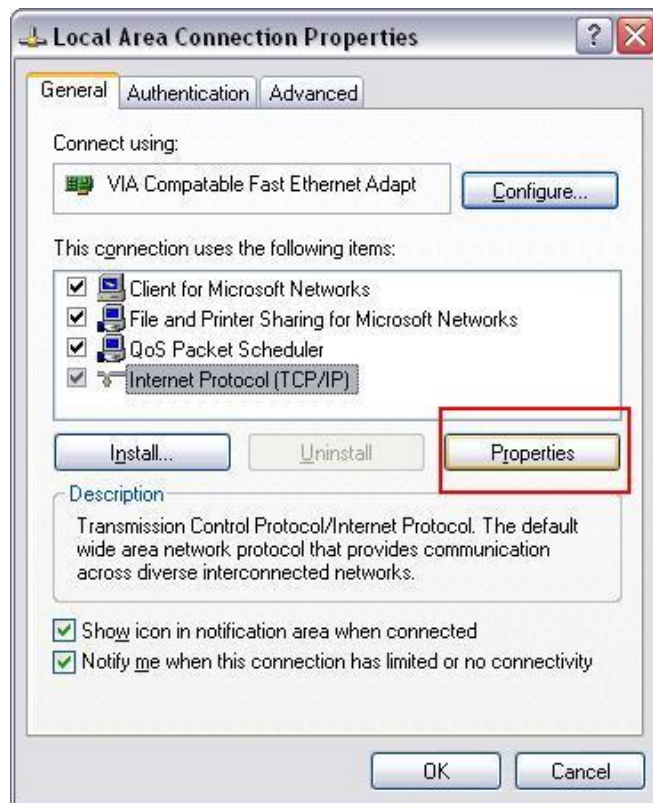 Local Area Connection Properties
?
General Authentication Advanced
Connect using:
VIA Compatable Fast Ethernet Adapt
Configure...
This connection uses the following items:
Client for Microsoft Networks
File and Printer Sharing for Microsoft Networks
QoS Packet Scheduler
Internet Protocol (TCP/IP)
Install... Uninstall Properties
Description
Transmission Control Protocol/Internet Protocol. The default
wide area network protocol that provides communication
across diverse interconnected networks.
Show icon in notification area when connected
Notify me when this connection has limited or no connectivity
OK Cancel